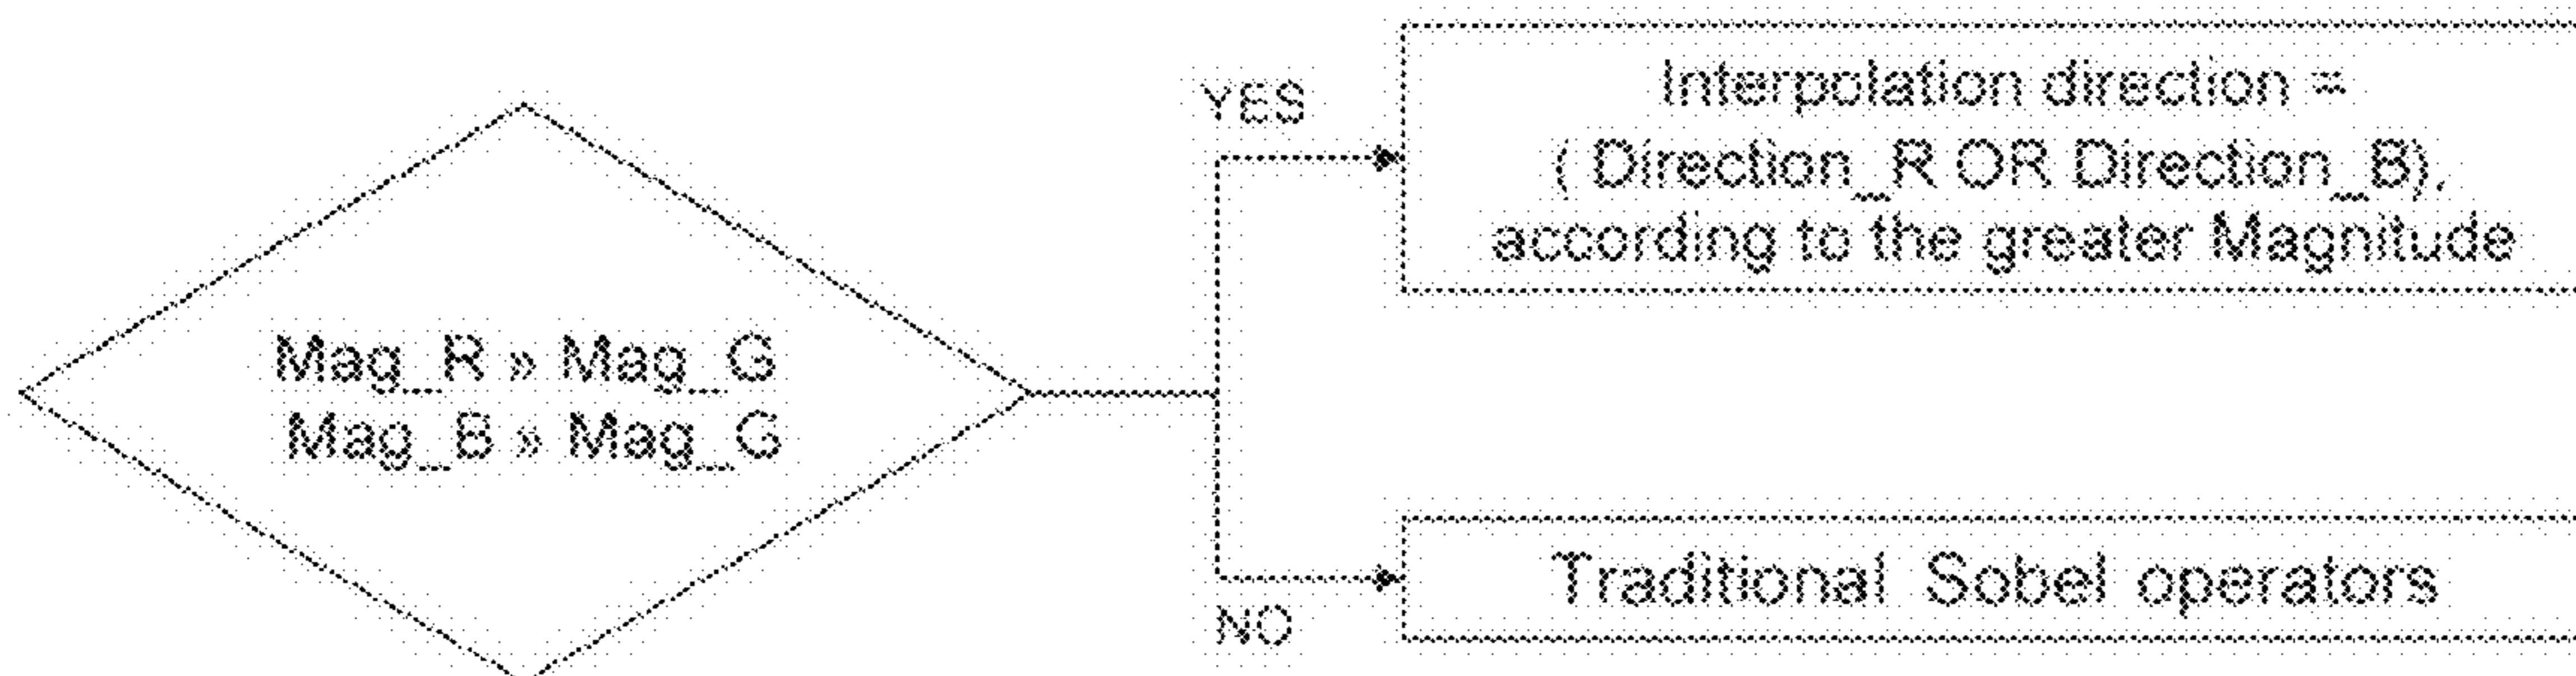 YES
Interpolation direction =
( Direction_R OR Direction_B),
according to the greater Magnitude
Mag_R » Mag_G
Mag_B » Mag_G
Traditional Sobel operators
NO